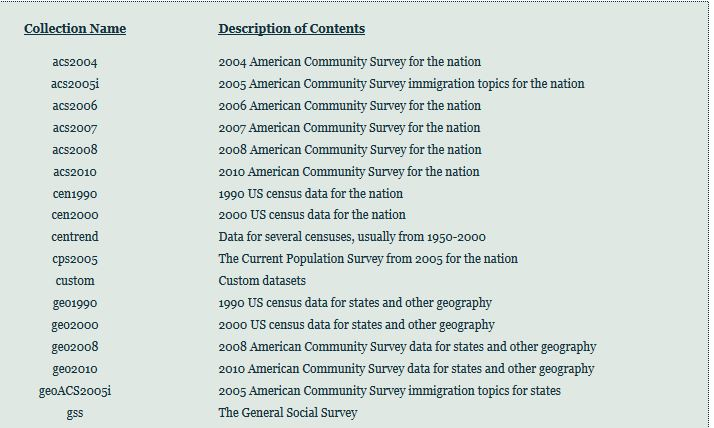 Collection Name Description of Contents
acs2004 2004 American Community Survey for the nation
acs2005i 2005 American Community Survey immigration topics for the nation
acs2006 2006 American Community Survey for the nation
acs2007 2007 American Community Survey for the nation
acs2008 2008 American Community Survey for the nation
acs2010 2010 American Community Survey for the nation
cen1990 1990 US census data for the nation
cen2000 2000 US census data for the nation
centrend Data for several censuses, usually from 1950-2000
cps2005 The Current Population Survey from 2005 for the nation
custom Custom datasets
geo1990 1990 US census data for states and other geography
geo2000 2000 US census data for states and other geography
geo2008 2008 American Community Survey data for states and other geography
geo2010 2010 American Community Survey data for states and other geography
geoACS2005i 2005 American Community Survey immigration topics for states
gss The General Social Survey